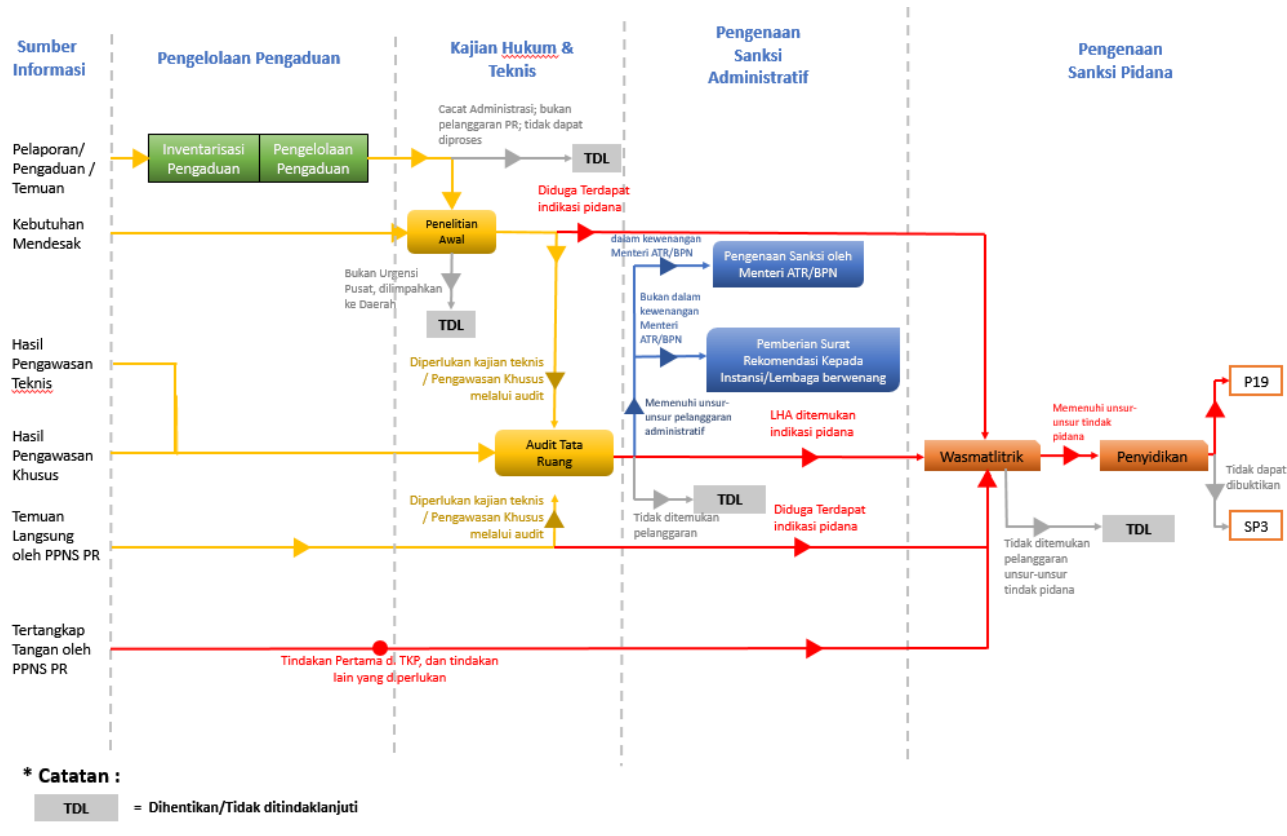 Sumber
Informasi
Pengelolaan Pengaduan
Kajian Hukum &
Teknis
Pengenaan
Sanksi
Administratif
Pengenaan
Sanksi Pidana
Pelaporan/
Pengaduan /
Temuan
Inventarisasi
Pengaduan
Pengelolaan
Pengaduan
Cacat Administrasi; bukan
pelanggaran PR; tidak dapat
diproses
TDL
Kebutuhan
Mendesak
Penelitian
Awal
Diduga Terdapat
indikasi pidana
Bukan Urgensi
Pusat, dilimpahkan
ke Daerah
TDL
dalam kewenangan
Menteri ATR/BPN
Pengenaan Sanksi oleh
Menteri ATR/BPN
Bukan dalam
kewenangan
Menteri
ATR/BPN
Pemberian Surat
Rekomendasi Kepada
Instansi/Lembaga berwenang
Hasil
Pengawasan
Teknis
Diperlukan kajian teknis
/ Pengawasan Khusus
melalui audit
Memenuhi unsur-
unsur pelanggaran
administratif
LHA ditemukan
indikasi pidana
Hasil
Pengawasan
Khusus
Audit Tata
Ruang
Wasmatlitrik
Memenuhi unsur-
unsur tindak
pidana
Penyidikan
P19
Tidak dapat
dibuktikan
SP3
Temuan
Langsung
oleh PPNS PR
Diperlukan kajian teknis
/ Pengawasan Khusus
melalui audit
TDL
Tidak ditemukan
pelanggaran
Diduga Terdapat
indikasi pidana
TDL
Tidak ditemukan
pelanggaran
unsur-unsur
tindak pidana
Tertangkap
Tangan oleh
PPNS PR
Tindakan Pertama di TKP, dan tindakan
lain yang diperlukan
* Catatan :
TDL = Dihentikan/Tidak ditindaklanjuti